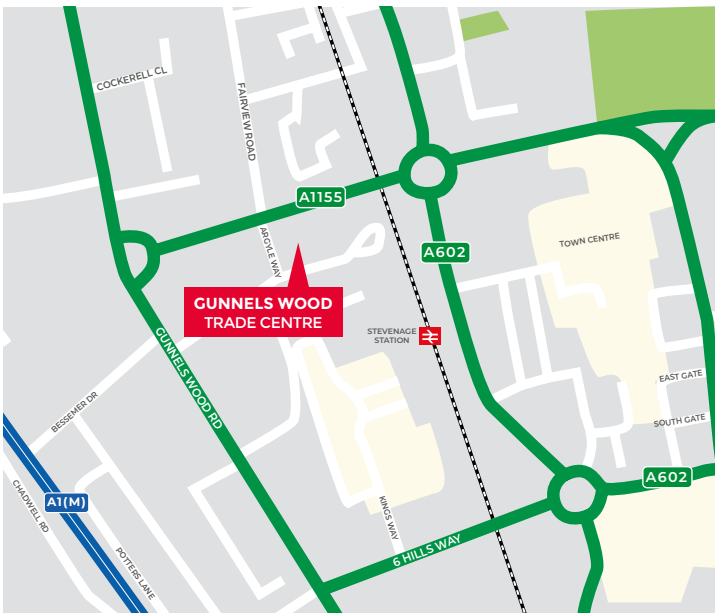 COCKERELL CL
FAIRVIEW ROAD
A1155
ARGYLE WAY
A602
TOWN CENTRE
GUNNELS WOOD
TRADE CENTRE
STEVENAGE
STATION
GUNNELS WOOD RD
EAST GATE
BESSEMER DR
SOUTH GATE
A602
A1(M)
CHADWELL RD
KINGS WAY
6 HILLS WAY
POTTERS LANE